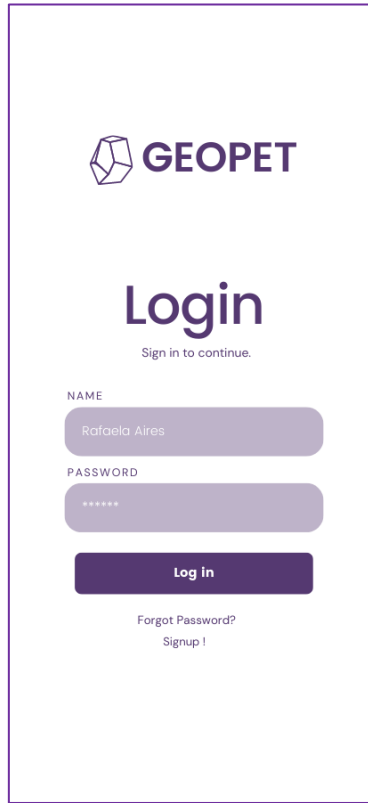 GEOPET
Login
Sign in to continue.
NAME
Rafaela Aires
PASSWORD
******
Log in
Forgot Password?
Signup !